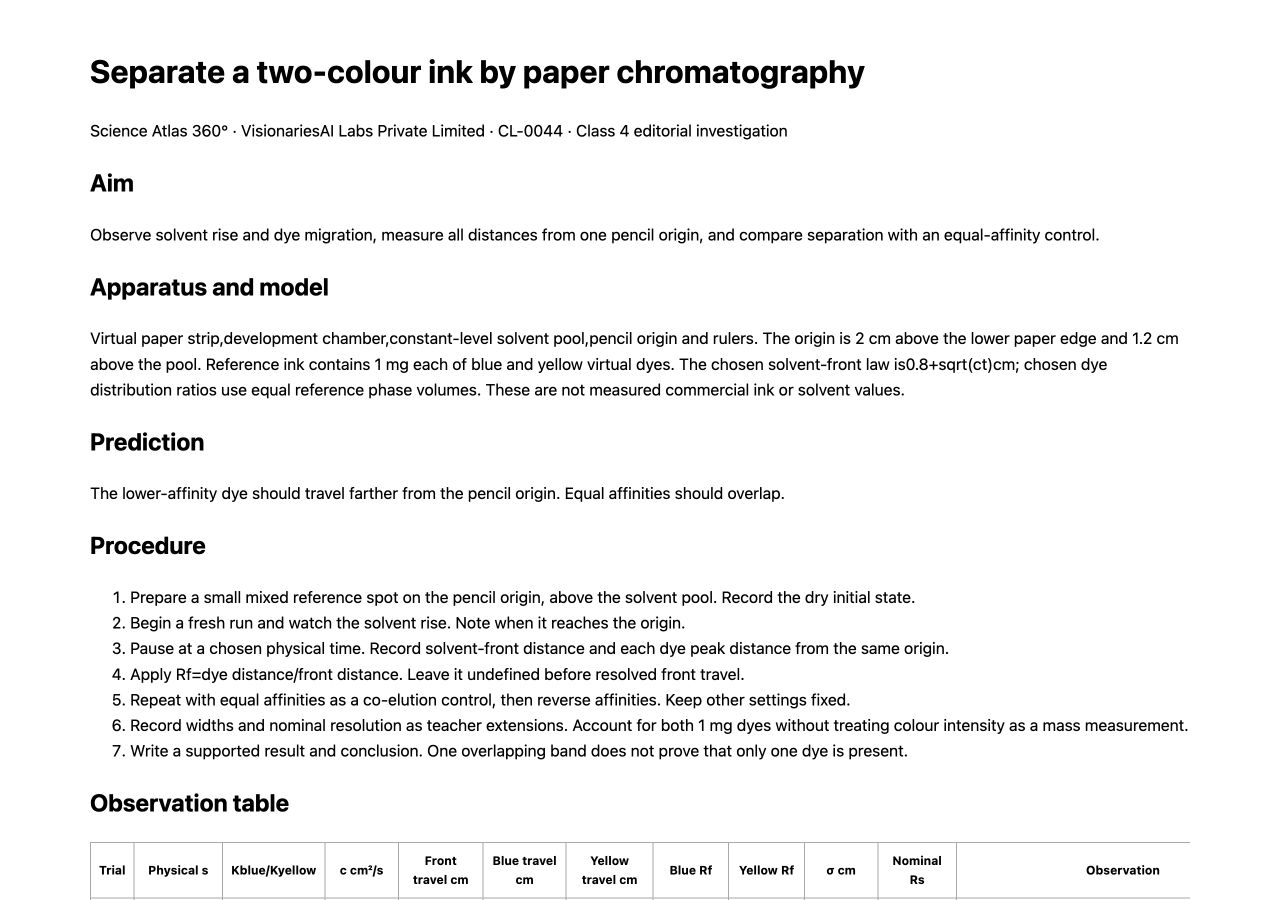 Separate a two-colour ink by paper chromatography
Science Atlas 360° · VisionariesAI Labs Private Limited · CL-0044 · Class 4 editorial investigation
Aim
Observe solvent rise and dye migration, measure all distances from one pencil origin, and compare separation with an equal-affinity control.
Apparatus and model
Virtual paper strip,development chamber,constant-level solvent pool,pencil origin and rulers. The origin is 2 cm above the lower paper edge and 1.2 cm
above the pool. Reference ink contains 1 mg each of blue and yellow virtual dyes. The chosen solvent-front law is0.8+sqrt(ct)cm; chosen dye
distribution ratios use equal reference phase volumes. These are not measured commercial ink or solvent values.
Prediction
The lower-affinity dye should travel farther from the pencil origin. Equal affinities should overlap.
Procedure
1. Prepare a small mixed reference spot on the pencil origin, above the solvent pool. Record the dry initial state.
2. Begin a fresh run and watch the solvent rise. Note when it reaches the origin.
3. Pause at a chosen physical time. Record solvent-front distance and each dye peak distance from the same origin.
4. Apply Rf=dye distance/front distance. Leave it undefined before resolved front travel.
5. Repeat with equal affinities as a co-elution control, then reverse affinities. Keep other settings fixed.
6. Record widths and nominal resolution as teacher extensions. Account for both 1 mg dyes without treating colour intensity as a mass measurement.
7. Write a supported result and conclusion. One overlapping band does not prove that only one dye is present.
Observation table
Trial Physical s Kblue/Kyellow c cm²/s Front travel cm Blue travel cm Yellow travel cm Blue Rf Yellow Rf σ cm Nominal Rs Observation